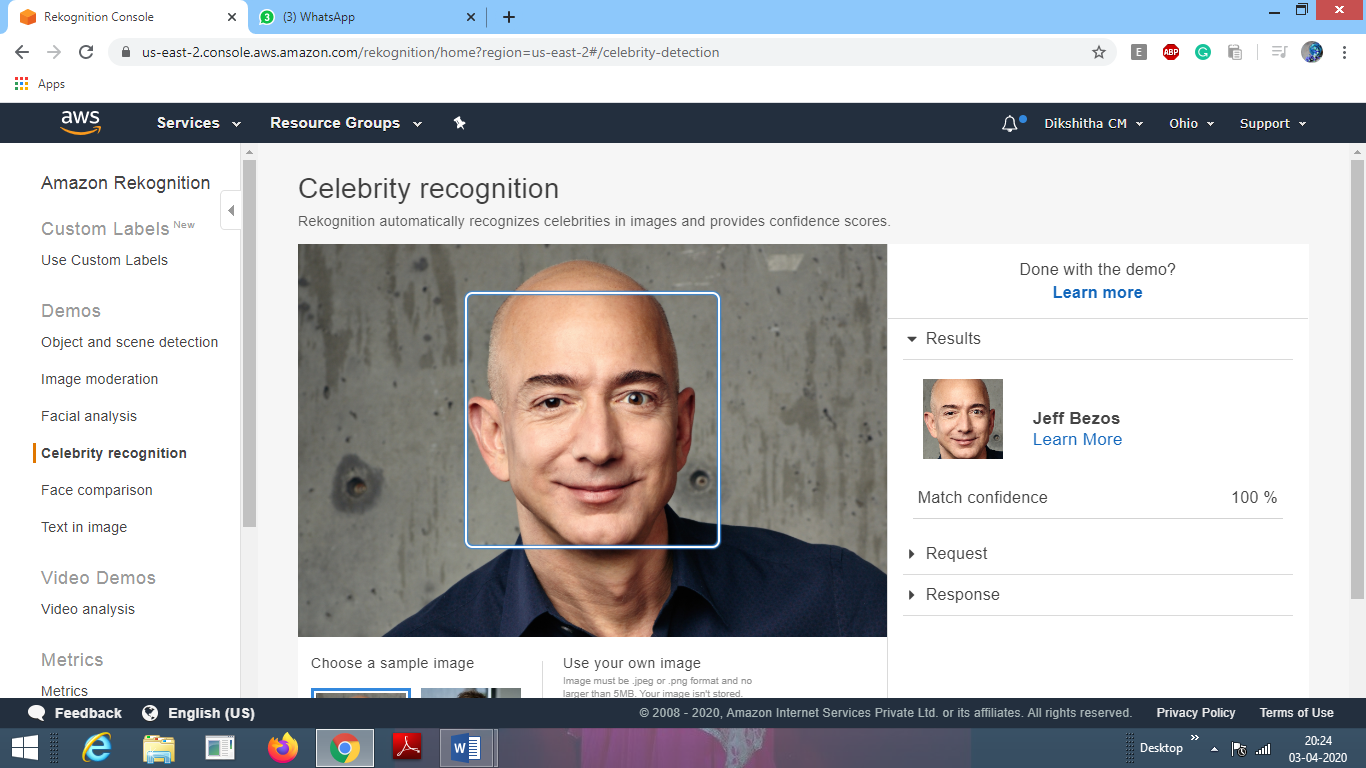 Rekognition Console
3
(3) WhatsApp
us-east-2.console.aws.amazon.com/rekognition/home?region=us-east-2#/celebrity-detection
E
ABP
Apps
aws
Services
Resource Groups
Dikshitha CM
Ohio
Support
Amazon Rekognition
Custom Labels New
Use Custom Labels
Demos
Object and scene detection
Image moderation
Facial analysis
Celebrity recognition
Face comparison
Text in image
Video Demos
Video analysis
Metrics
Metrics
Celebrity recognition
Rekognition automatically recognizes celebrities in images and provides confidence scores.
Choose a sample image
Use your own image
Image must be .jpeg or .png format and no
larger than 5MB. Your image isn't stored.
Done with the demo?
Learn more
Results
Jeff Bezos
Learn More
Match confidence 100 %
Request
Response
Feedback
English (US)
© 2008 - 2020, Amazon Internet Services Private Ltd. or its affiliates. All rights reserved.
Privacy Policy
Terms of Use
Desktop
20:24
03-04-2020